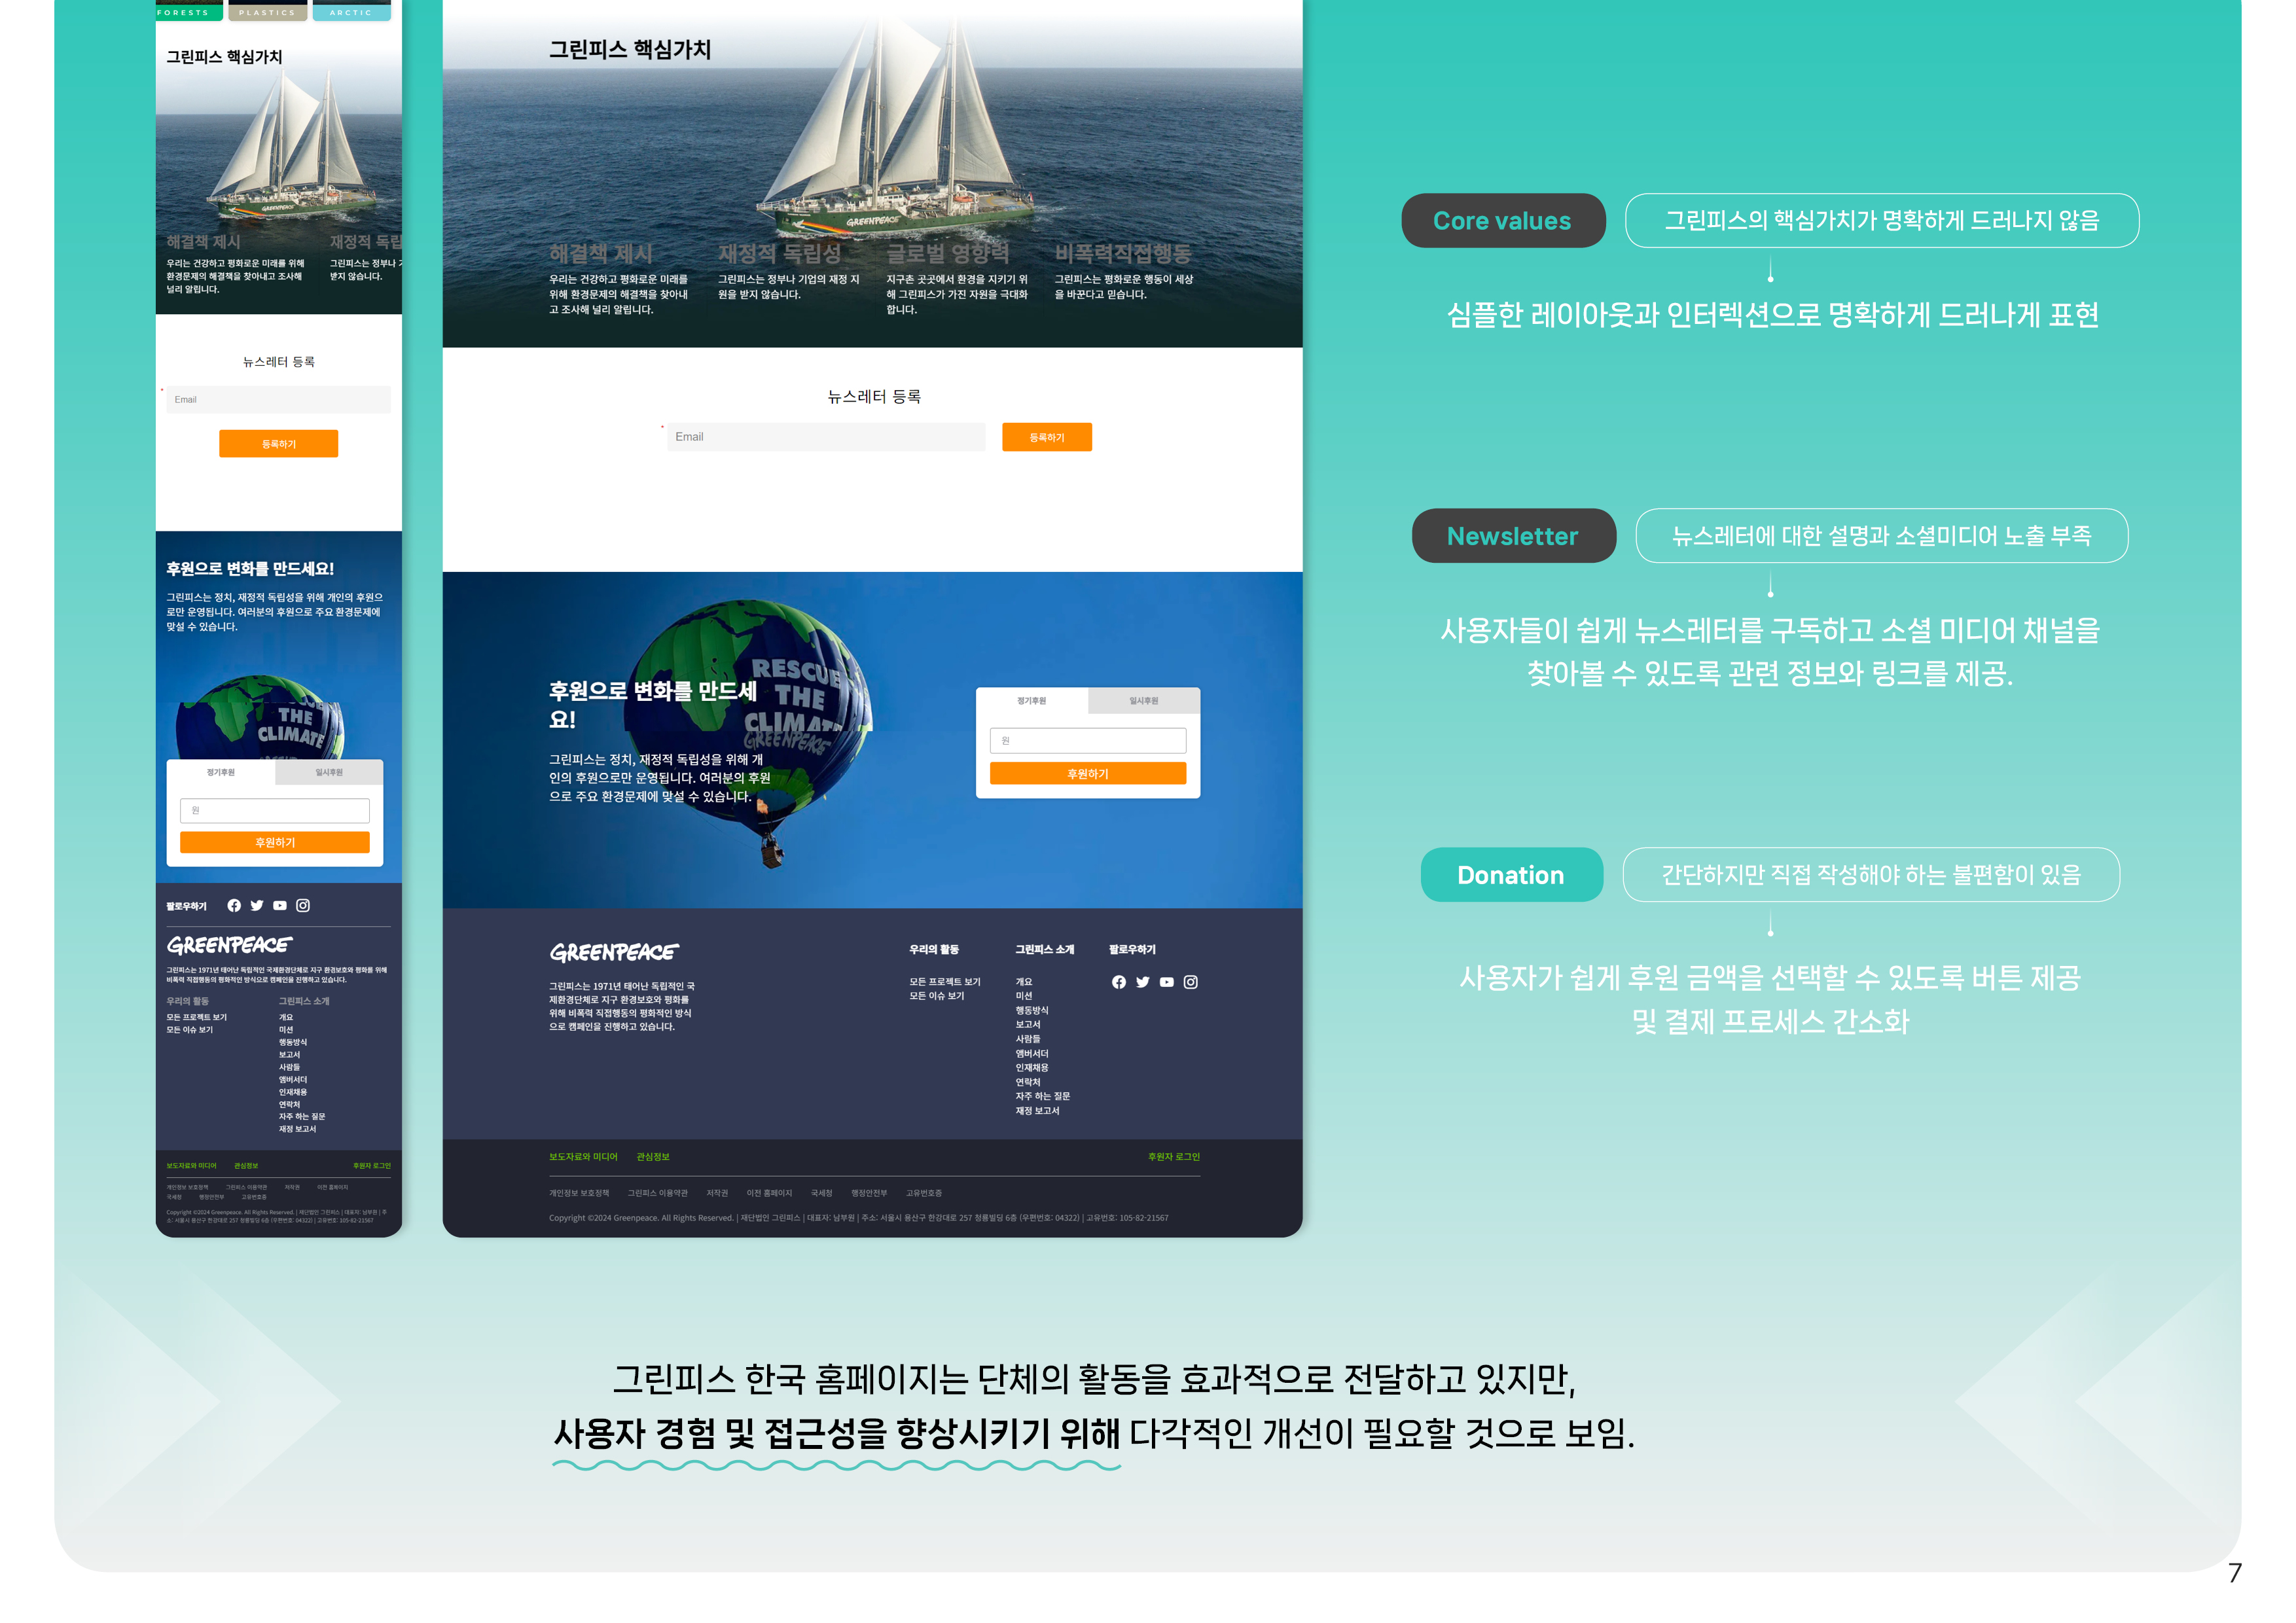 FORESTS PLASTICS ARCTIC
그린피스 핵심가치
GREENPEACE
해결책 제시
우리는 건강하고 평화로운 미래를 위해
환경문제의 해결책을 찾아내고 조사해
널리 알립니다.
재정적 독립
그린피스는 정부나
받지 않습니다.
뉴스레터 등록
*
Email
등록하기
후원으로 변화를 만드세요!
그린피스는 정치, 재정적 독립성을 위해 개인의 후원으
로만 운영됩니다. 여러분의 후원으로 주요 환경문제에
맞설 수 있습니다.
THE
CLIMATE
정기후원 일시후원
원
후원하기
팔로우하기
GREENPEACE
그린피스는 1971년 태어난 독립적인 국제환경단체로 지구 환경보호와 평화를 위해
비폭력 직접행동의 평화적인 방식으로 캠페인을 진행하고 있습니다.
우리의 활동
모든 프로젝트 보기
모든 이슈 보기
그린피스 소개
개요
미션
행동방식
보고서
사람들
앰버서더
인재채용
연락처
자주 하는 질문
재정 보고서
보도자료와 미디어 관심정보 후원자 로그인
개인정보 보호정책 그린피스 이용약관 저작권 이전 홈페이지
국세청 행정안전부 고유번호증
Copyright ©2024 Greenpeace. All Rights Reserved. | 재단법인 그린피스 | 대표자: 남부원 | 주
소: 서울시 용산구 한강대로 257 청룡빌딩 6층 (우편번호: 04322) | 고유번호: 105-82-21567
그린피스 핵심가치
GREENPEACE
해결책 제시
우리는 건강하고 평화로운 미래를
위해 환경문제의 해결책을 찾아내
고 조사해 널리 알립니다.
재정적 독립성
그린피스는 정부나 기업의 재정 지
원을 받지 않습니다.
글로벌 영향력
지구촌 곳곳에서 환경을 지키기 위
해 그린피스가 가진 자원을 극대화
합니다.
비폭력직접행동
그린피스는 평화로운 행동이 세상
을 바꾼다고 믿습니다.
뉴스레터 등록
*
Email
등록하기
RESCUE
THE
CLIMATE
GREENPEACE
후원으로 변화를 만드세
요!
그린피스는 정치, 재정적 독립성을 위해 개
인의 후원으로만 운영됩니다. 여러분의 후원
으로 주요 환경문제에 맞설 수 있습니다.
정기후원 일시후원
원
후원하기
GREENPEACE
그린피스는 1971년 태어난 독립적인 국
제환경단체로 지구 환경보호와 평화를
위해 비폭력 직접행동의 평화적인 방식
으로 캠페인을 진행하고 있습니다.
우리의 활동
모든 프로젝트 보기
모든 이슈 보기
그린피스 소개
개요
미션
행동방식
보고서
사람들
앰버서더
인재채용
연락처
자주 하는 질문
재정 보고서
팔로우하기
보도자료와 미디어 관심정보 후원자 로그인
개인정보 보호정책 그린피스 이용약관 저작권 이전 홈페이지 국세청 행정안전부 고유번호증
Copyright ©2024 Greenpeace. All Rights Reserved. | 재단법인 그린피스 | 대표자: 남부원 | 주소: 서울시 용산구 한강대로 257 청룡빌딩 6층 (우편번호: 04322) | 고유번호: 105-82-21567
Core values 그린피스의 핵심가치가 명확하게 드러나지 않음
심플한 레이아웃과 인터렉션으로 명확하게 드러나게 표현
Newsletter 뉴스레터에 대한 설명과 소셜미디어 노출 부족
사용자들이 쉽게 뉴스레터를 구독하고 소셜 미디어 채널을
찾아볼 수 있도록 관련 정보와 링크를 제공.
Donation 간단하지만 직접 작성해야 하는 불편함이 있음
사용자가 쉽게 후원 금액을 선택할 수 있도록 버튼 제공
및 결제 프로세스 간소화
그린피스 한국 홈페이지는 단체의 활동을 효과적으로 전달하고 있지만,
사용자 경험 및 접근성을 향상시키기 위해 다각적인 개선이 필요할 것으로 보임.
7